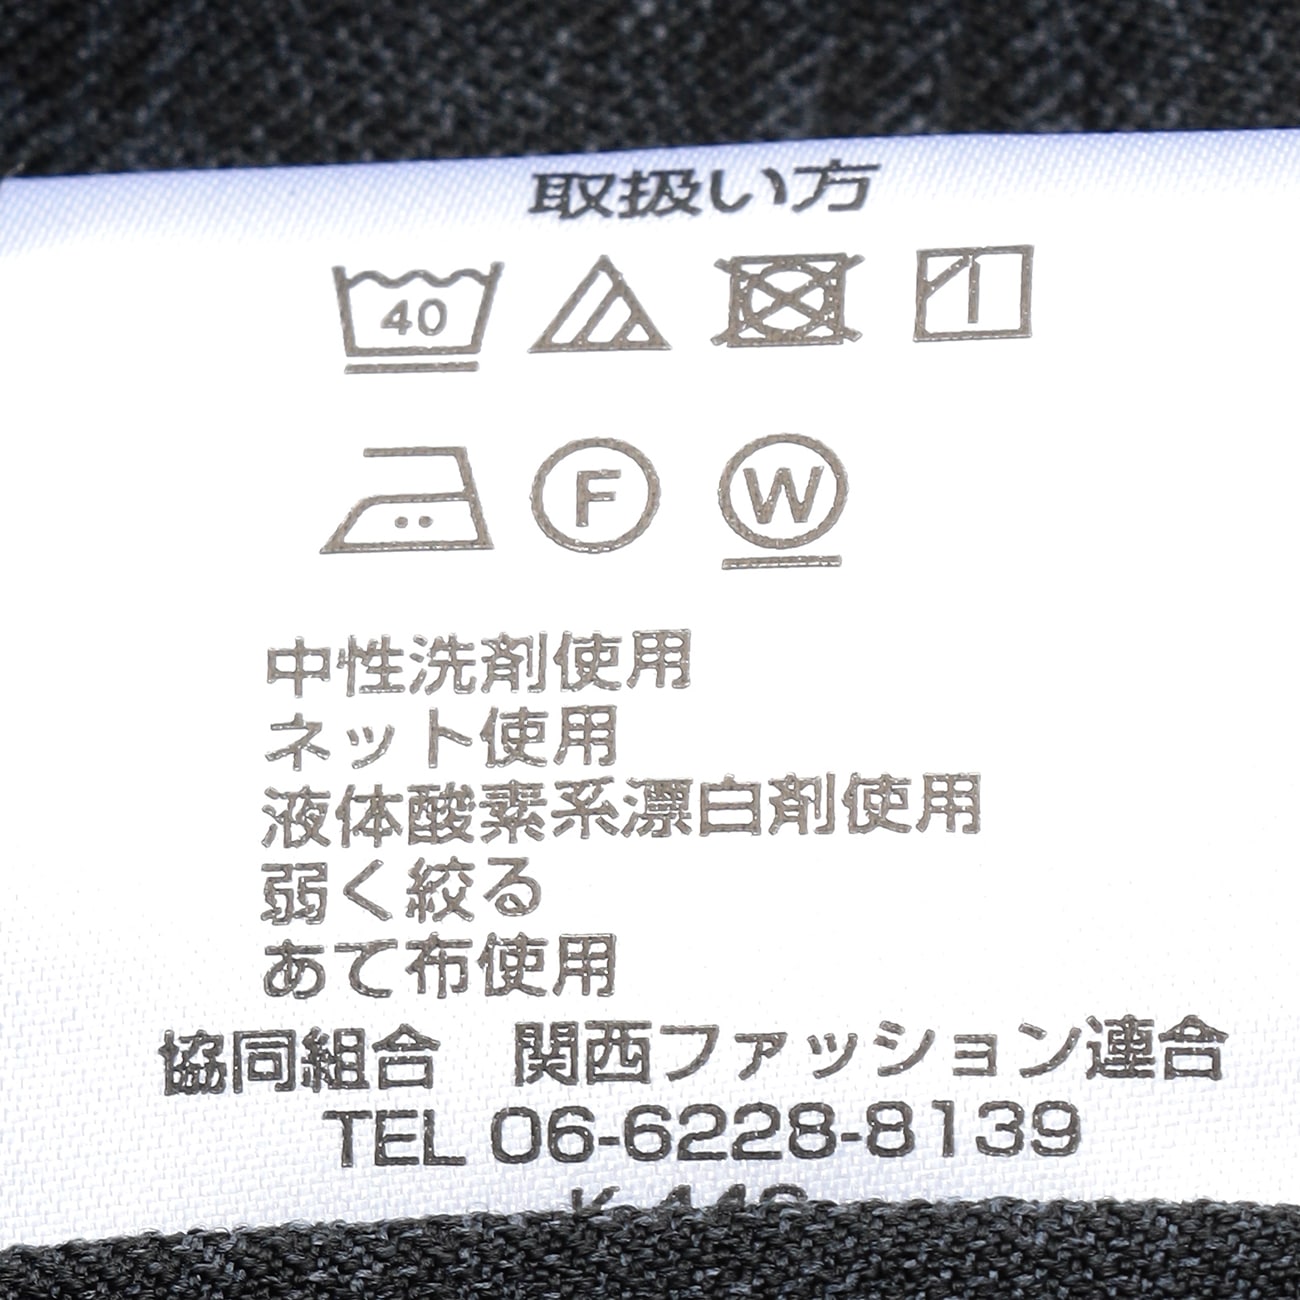 取扱い方
40
F W
中性洗剤使用
ネット使用
液体酸素系漂白剤使用
弱く絞る
あて布使用
協同組合 関西ファッション連合
TEL 06-6228-8139